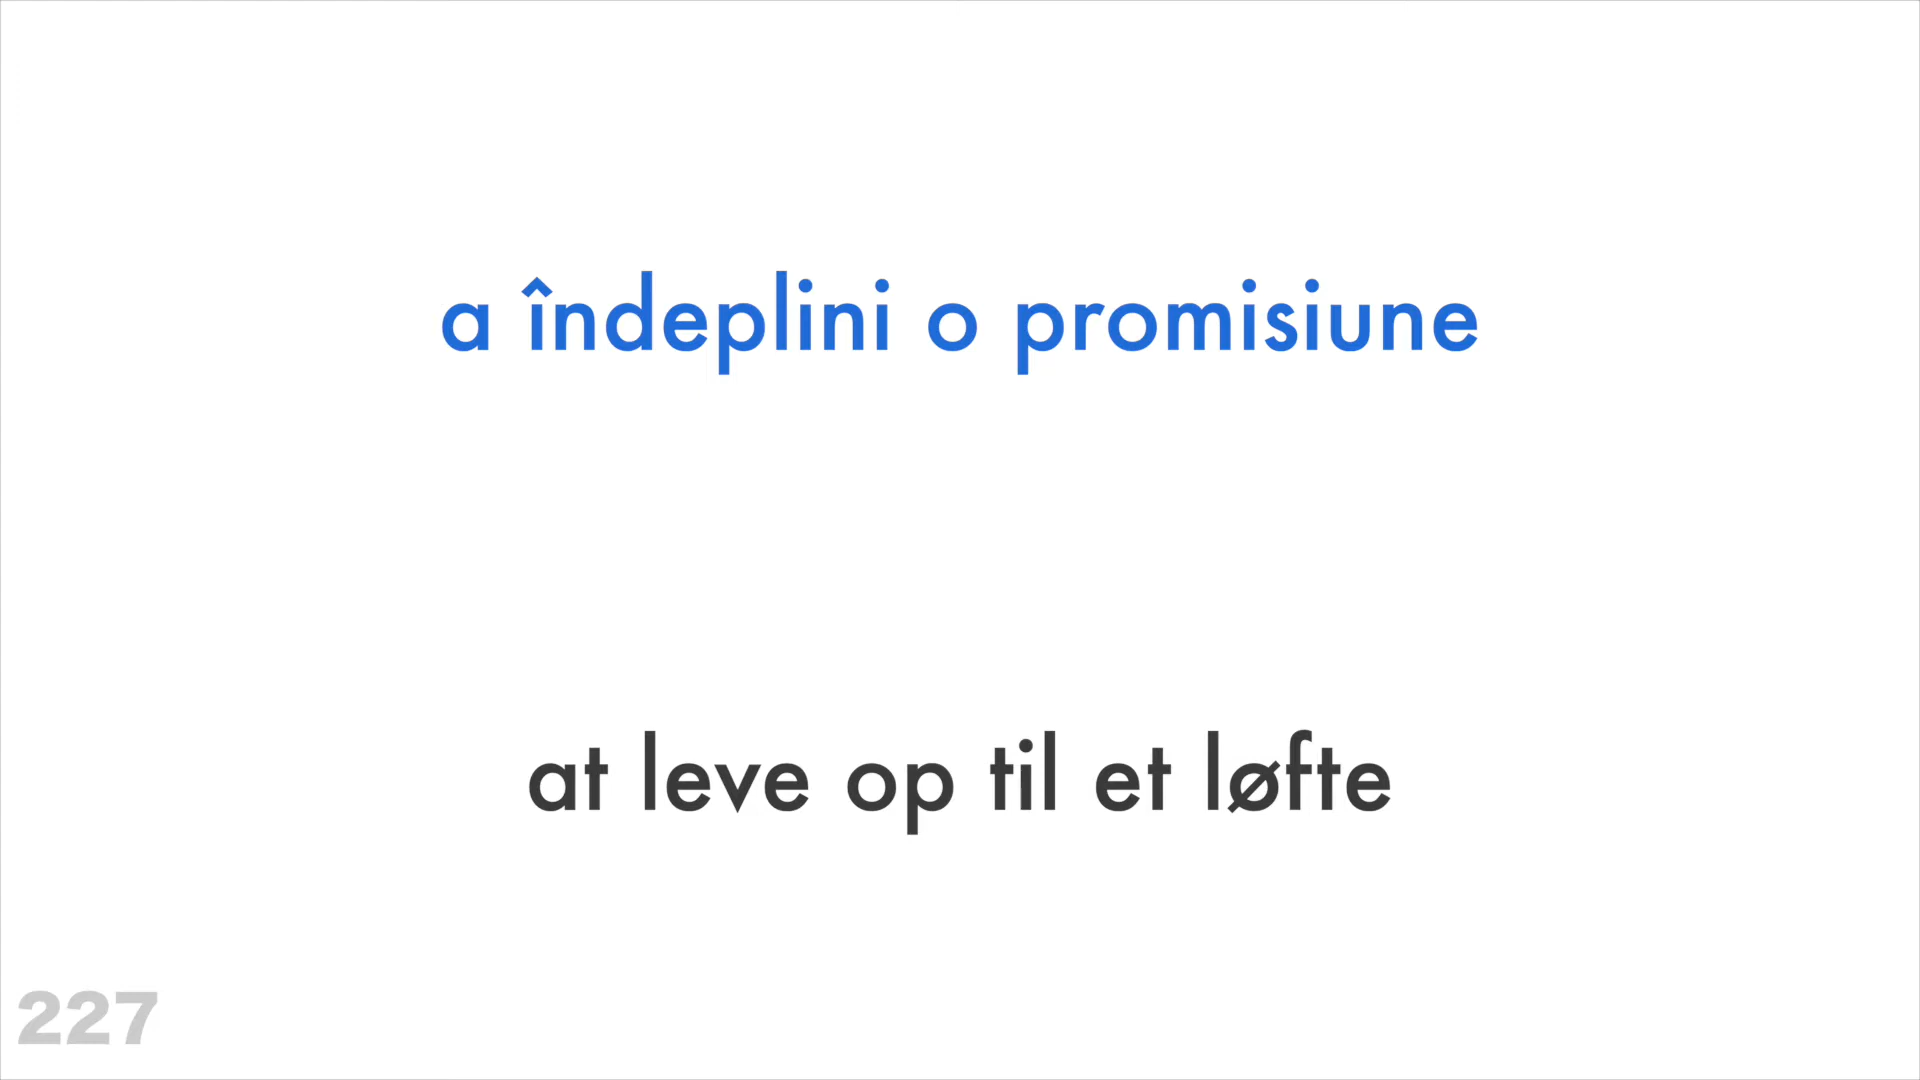 a îndeplini o promisiune
at leve op til et løfte
227